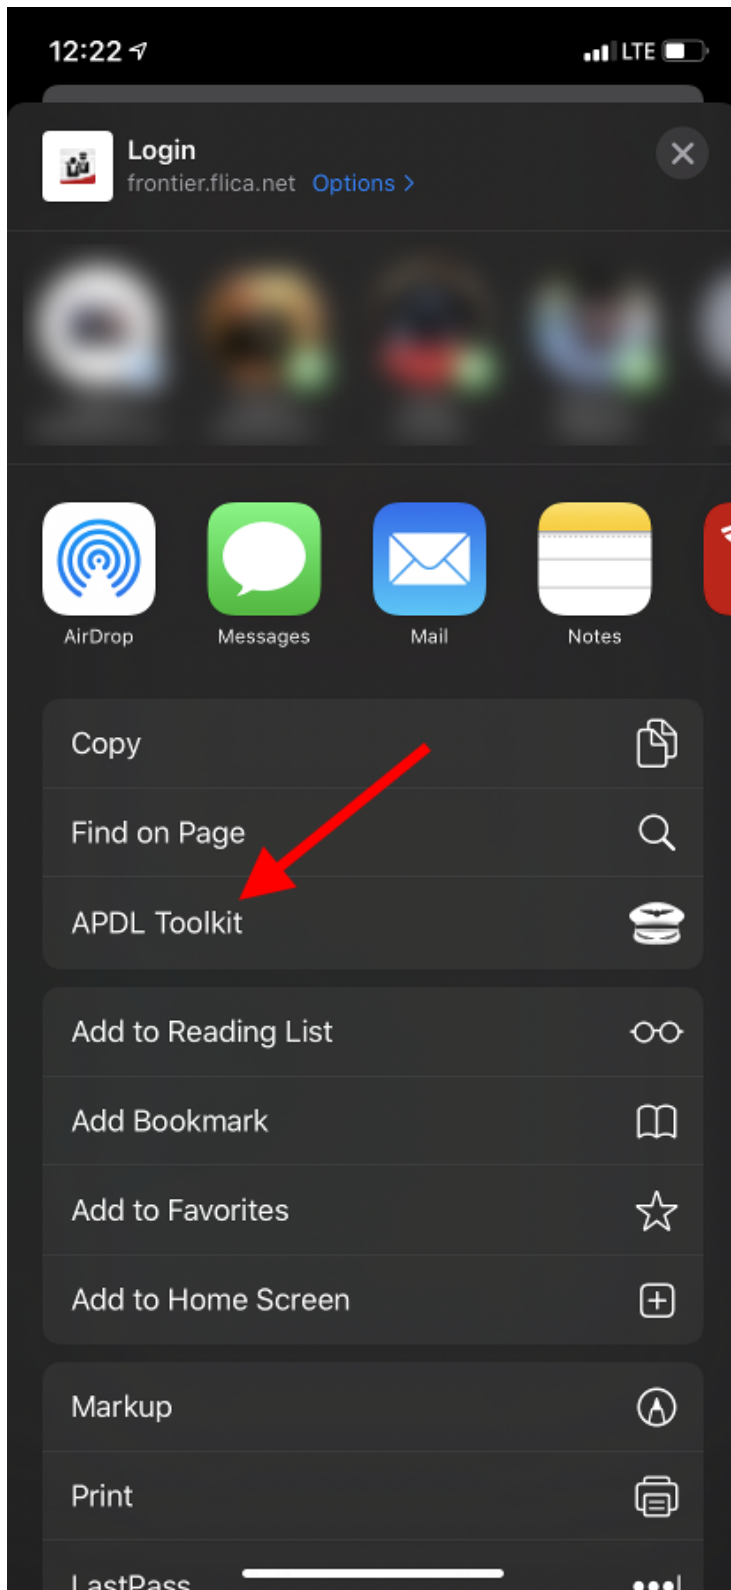 12:22
LTE
Login
frontier.flica.net Options >
AirDrop
Messages
Mail
Notes
Copy
Find on Page
APDL Toolkit
Add to Reading List
Add Bookmark
Add to Favorites
Add to Home Screen
Markup
Print
LastPass